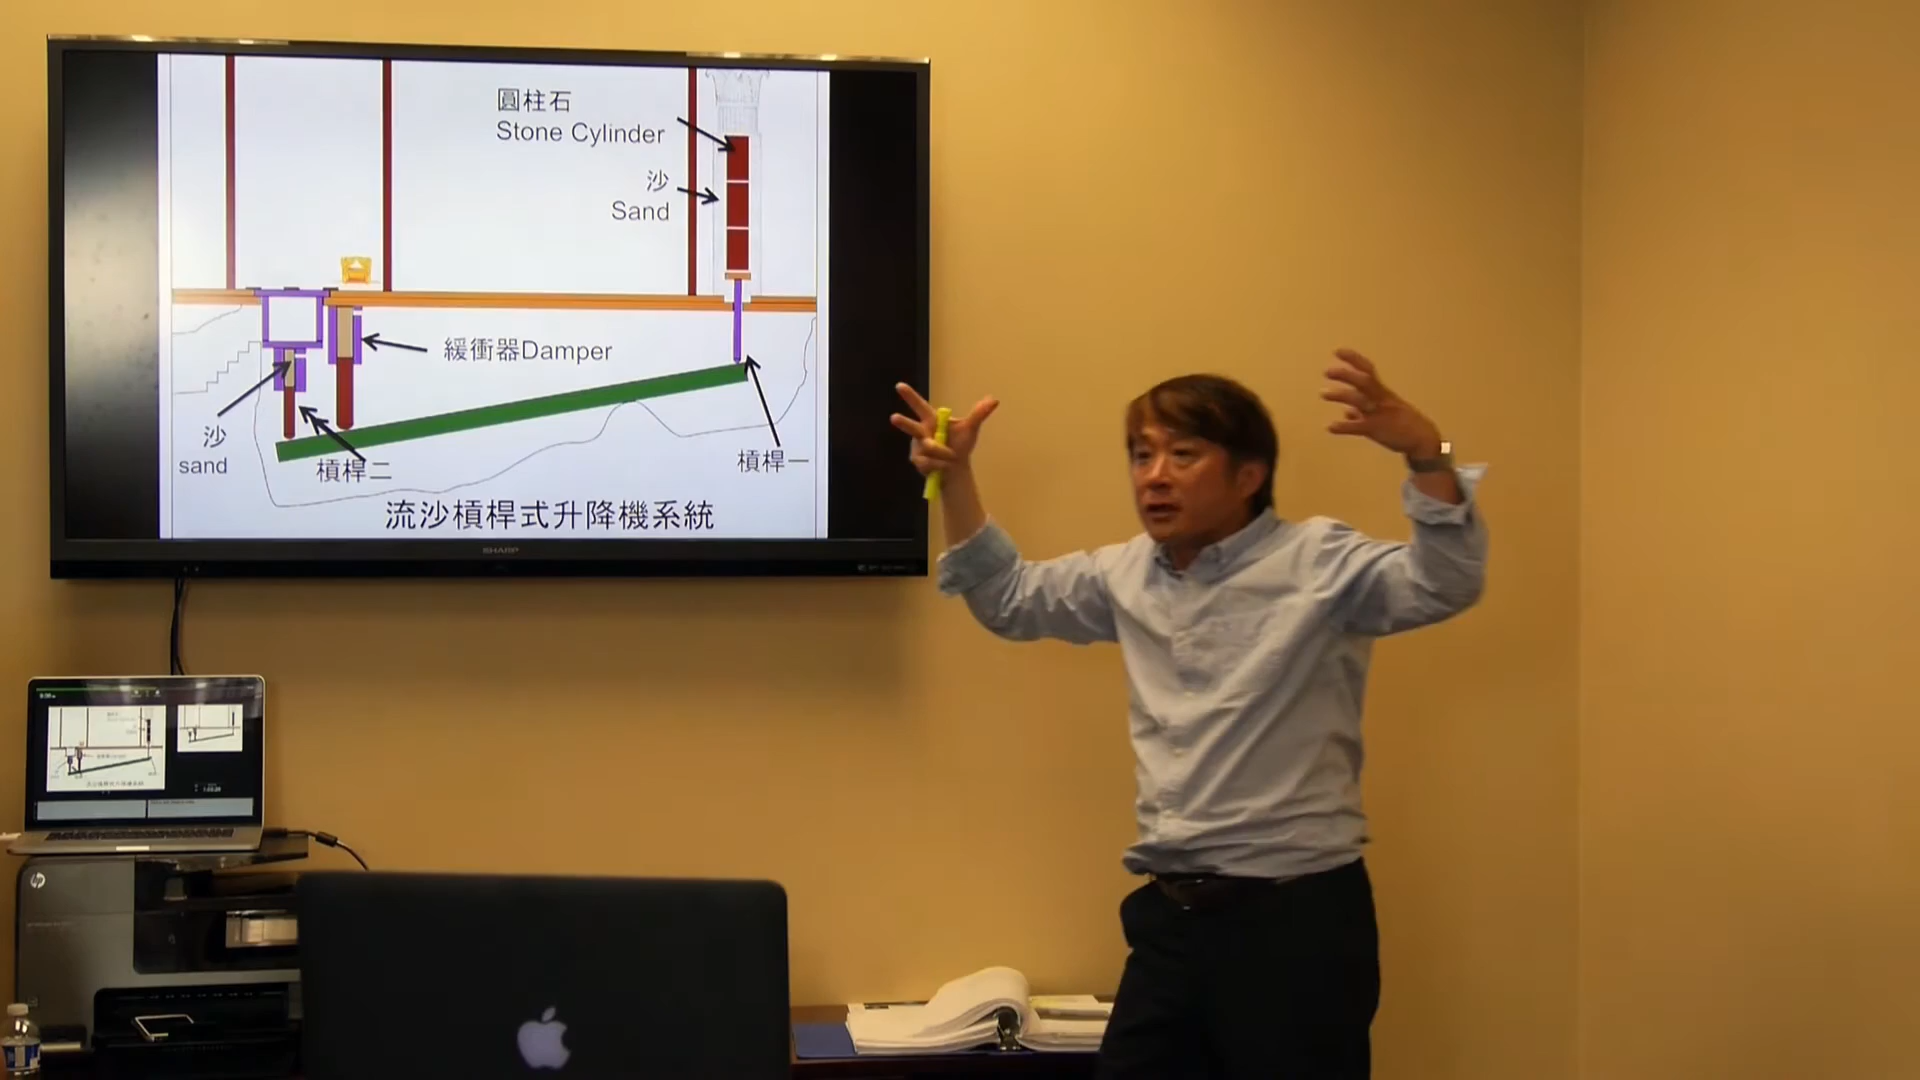 圓柱石
Stone Cylinder
沙
Sand
緩衝器Damper
沙
sand
槓桿二
槓桿一
流沙槓桿式升降機系統
SHARP
hp